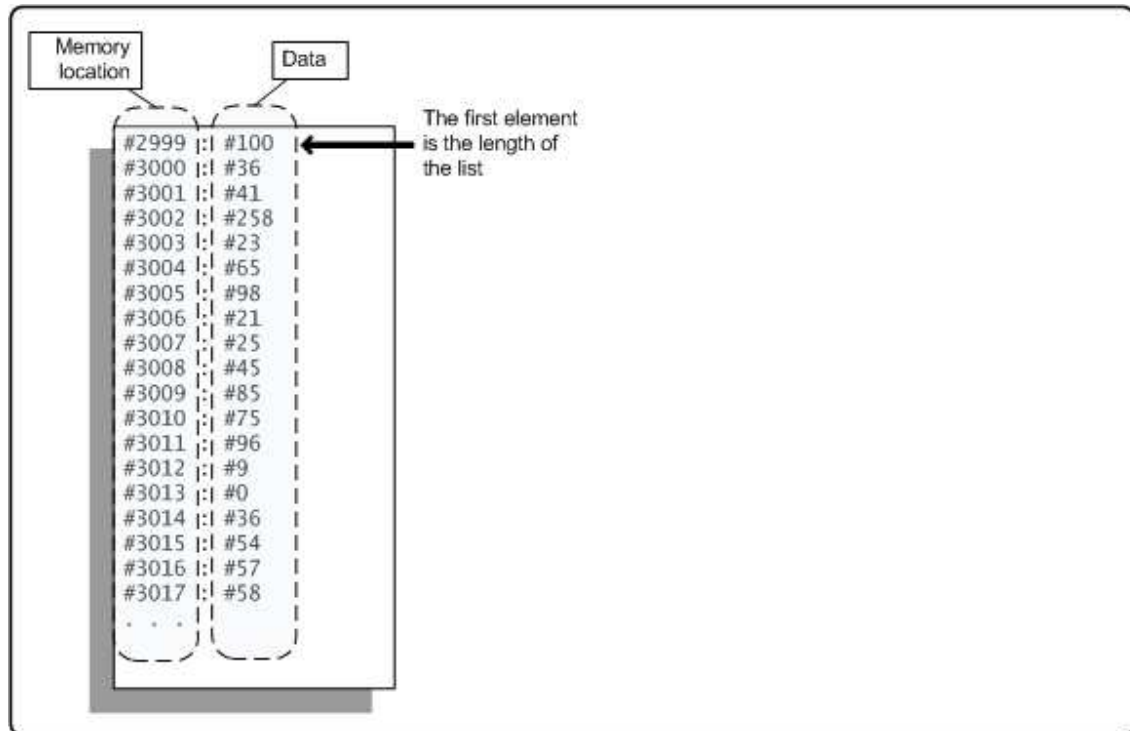 Memory
location
Data
The first element
is the length of
the list
#2999 : #100
#3000 : #36
#3001 : #41
#3002 : #258
#3003 : #23
#3004 : #65
#3005 : #98
#3006 : #21
#3007 : #25
#3008 : #45
#3009 : #85
#3010 : #75
#3011 : #96
#3012 : #9
#3013 : #0
#3014 : #36
#3015 : #54
#3016 : #57
#3017 : #58
. . .